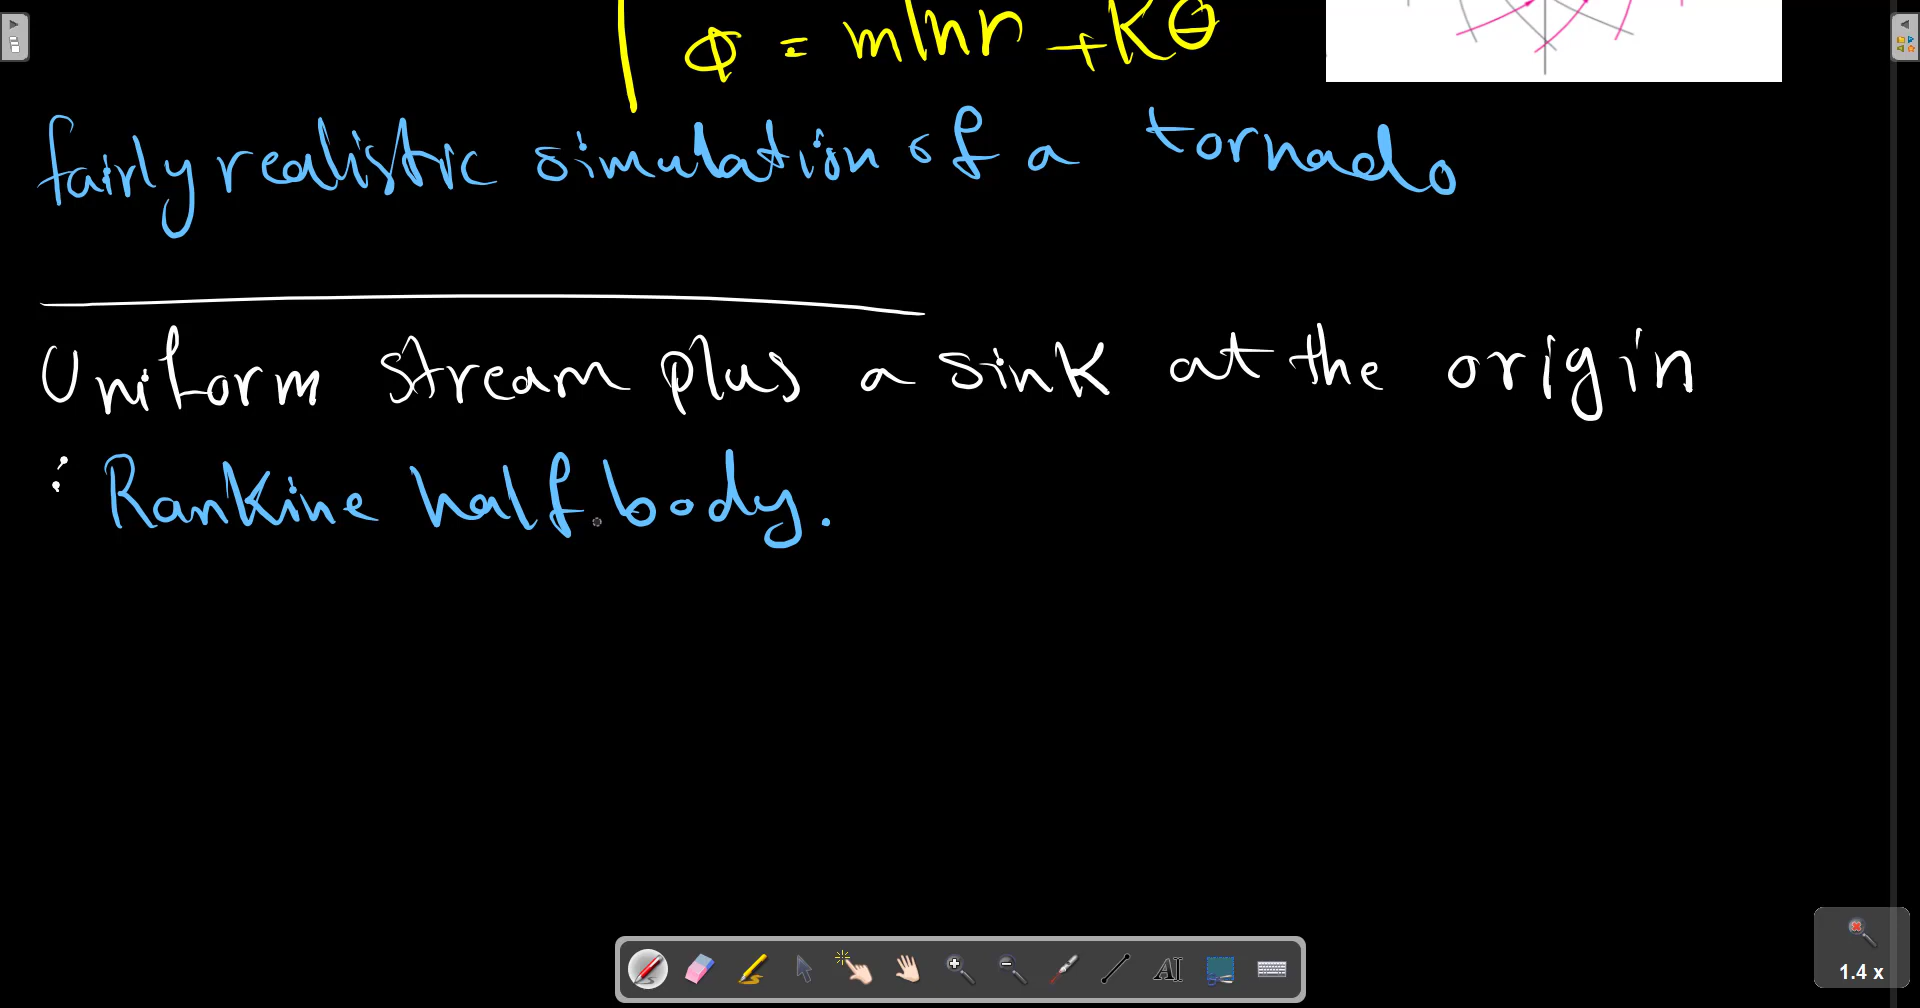 φ = m ln r + Kθ
fairly realistic simulation of a tornado
Uniform stream plus a sink at the origin
: Rankine half-body.
AI
1.4 x